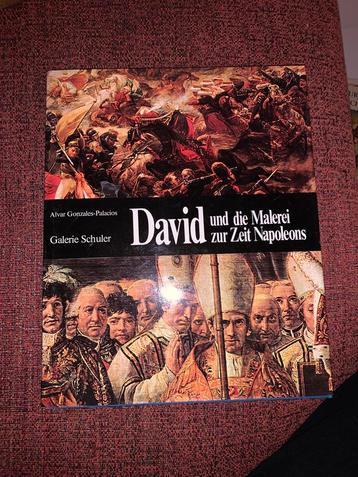 Alvar Gonzales-Palacios
Galerie Schuler
David und die Malerei
zur Zeit Napoleons